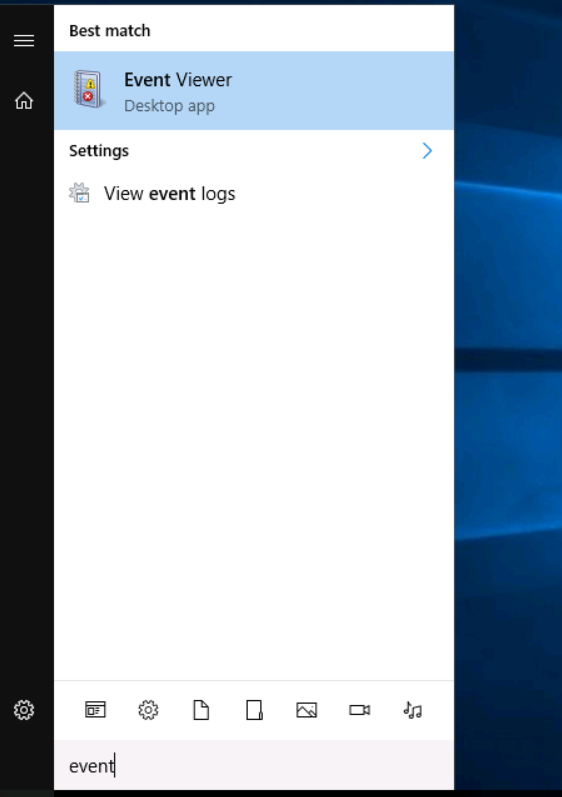 Best match
Event Viewer
Desktop app
Settings
View event logs
event